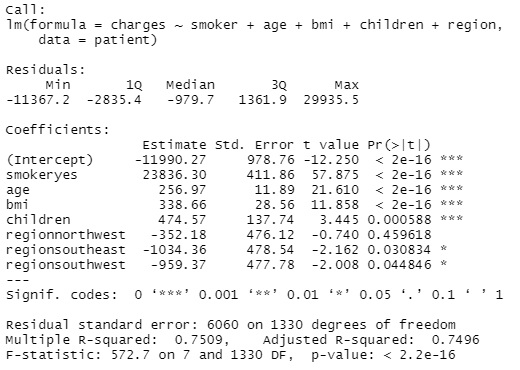 Call:
lm(formula = charges ~ smoker + age + bmi + children + region,
    data = patient)
Residuals:
     Min       1Q   Median       3Q      Max
-11367.2  -2835.4   -979.7   1361.9  29935.5
Coefficients:
                 Estimate Std. Error t value Pr(>|t|)
(Intercept)     -11990.27     978.76 -12.250  < 2e-16 ***
smokeryes        23836.30     411.86  57.875  < 2e-16 ***
age                256.97      11.89  21.610  < 2e-16 ***
bmi                338.66      28.56  11.858  < 2e-16 ***
children           474.57     137.74   3.445 0.000588 ***
regionnorthwest   -352.18     476.12  -0.740 0.459618
regionsoutheast  -1034.36     478.54  -2.162 0.030834 *
regionsouthwest   -959.37     477.78  -2.008 0.044846 *
---
Signif. codes:  0 ‘***’ 0.001 ‘**’ 0.01 ‘*’ 0.05 ‘.’ 0.1 ‘ ’ 1
Residual standard error: 6060 on 1330 degrees of freedom
Multiple R-squared:  0.7509,    Adjusted R-squared:  0.7496
F-statistic: 572.7 on 7 and 1330 DF,  p-value: < 2.2e-16